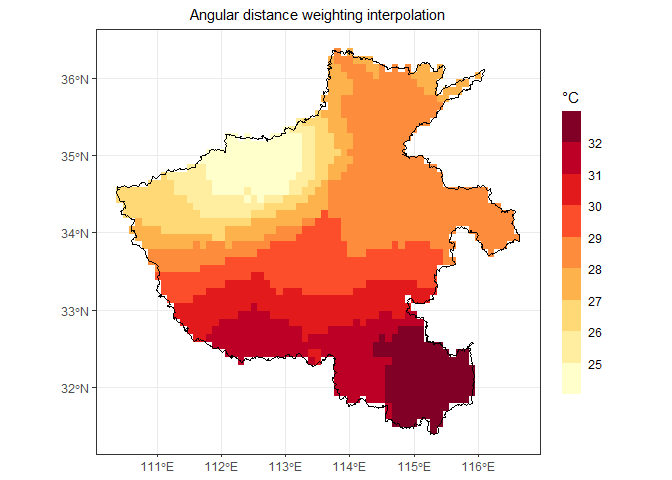 Angular distance weighting interpolation
36°N
35°N
34°N
33°N
32°N
111°E 112°E 113°E 114°E 115°E 116°E
°C
32
31
30
29
28
27
26
25